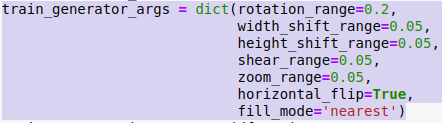 train_generator_args = dict(rotation_range=0.2,
width_shift_range=0.05,
height_shift_range=0.05,
shear_range=0.05,
zoom_range=0.05,
horizontal_flip=True,
fill_mode='nearest')